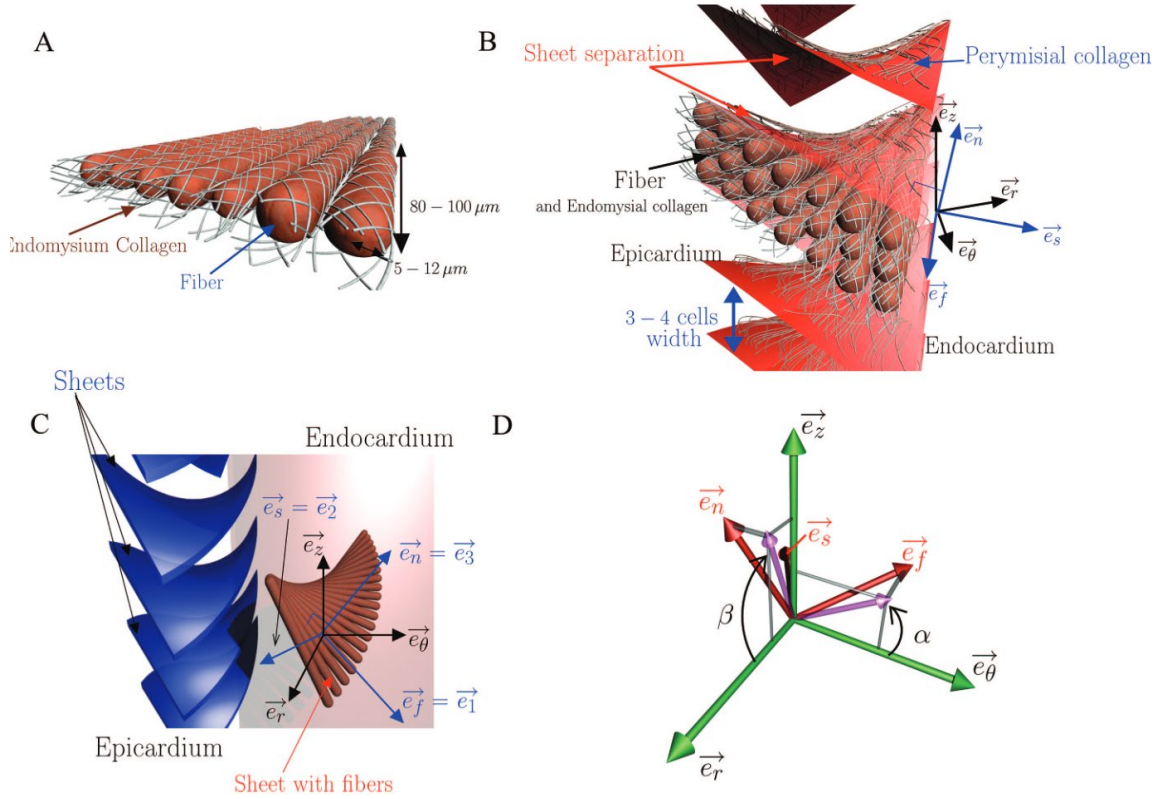 A
80 – 100 μm
Endomysium Collagen
Fiber
5 – 12 μm
B
Sheet separation
Perymisial collagen
e_z
e_n
Fiber
and Endomysial collagen
e_r
e_s
e_θ
Epicardium
e_f
3 – 4 cells
width
Endocardium
Sheets
C
Endocardium
e_s = e_2
e_z
e_n = e_3
e_θ
e_f = e_1
e_r
Epicardium
Sheet with fibers
D
e_z
e_n
e_s
e_f
β
α
e_θ
e_r